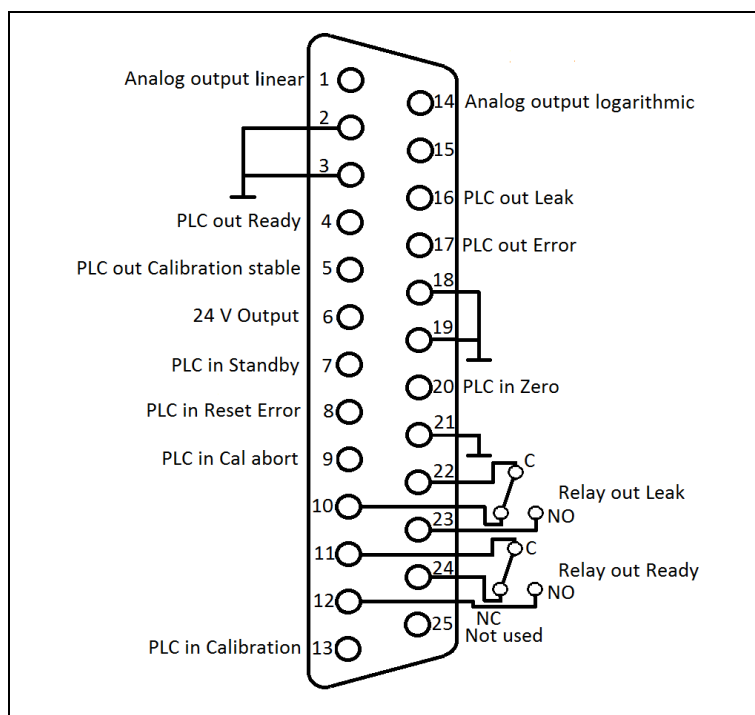 Analog output linear 1
14 Analog output logarithmic
2
15
3
16 PLC out Leak
PLC out Ready 4
17 PLC out Error
PLC out Calibration stable 5
18
24 V Output 6
19
PLC in Standby 7
20 PLC in Zero
PLC in Reset Error 8
21
PLC in Cal abort 9
22 C
Relay out Leak
10
23 NO
11 C
24 Relay out Ready
12 NO
NC
25 Not used
PLC in Calibration 13